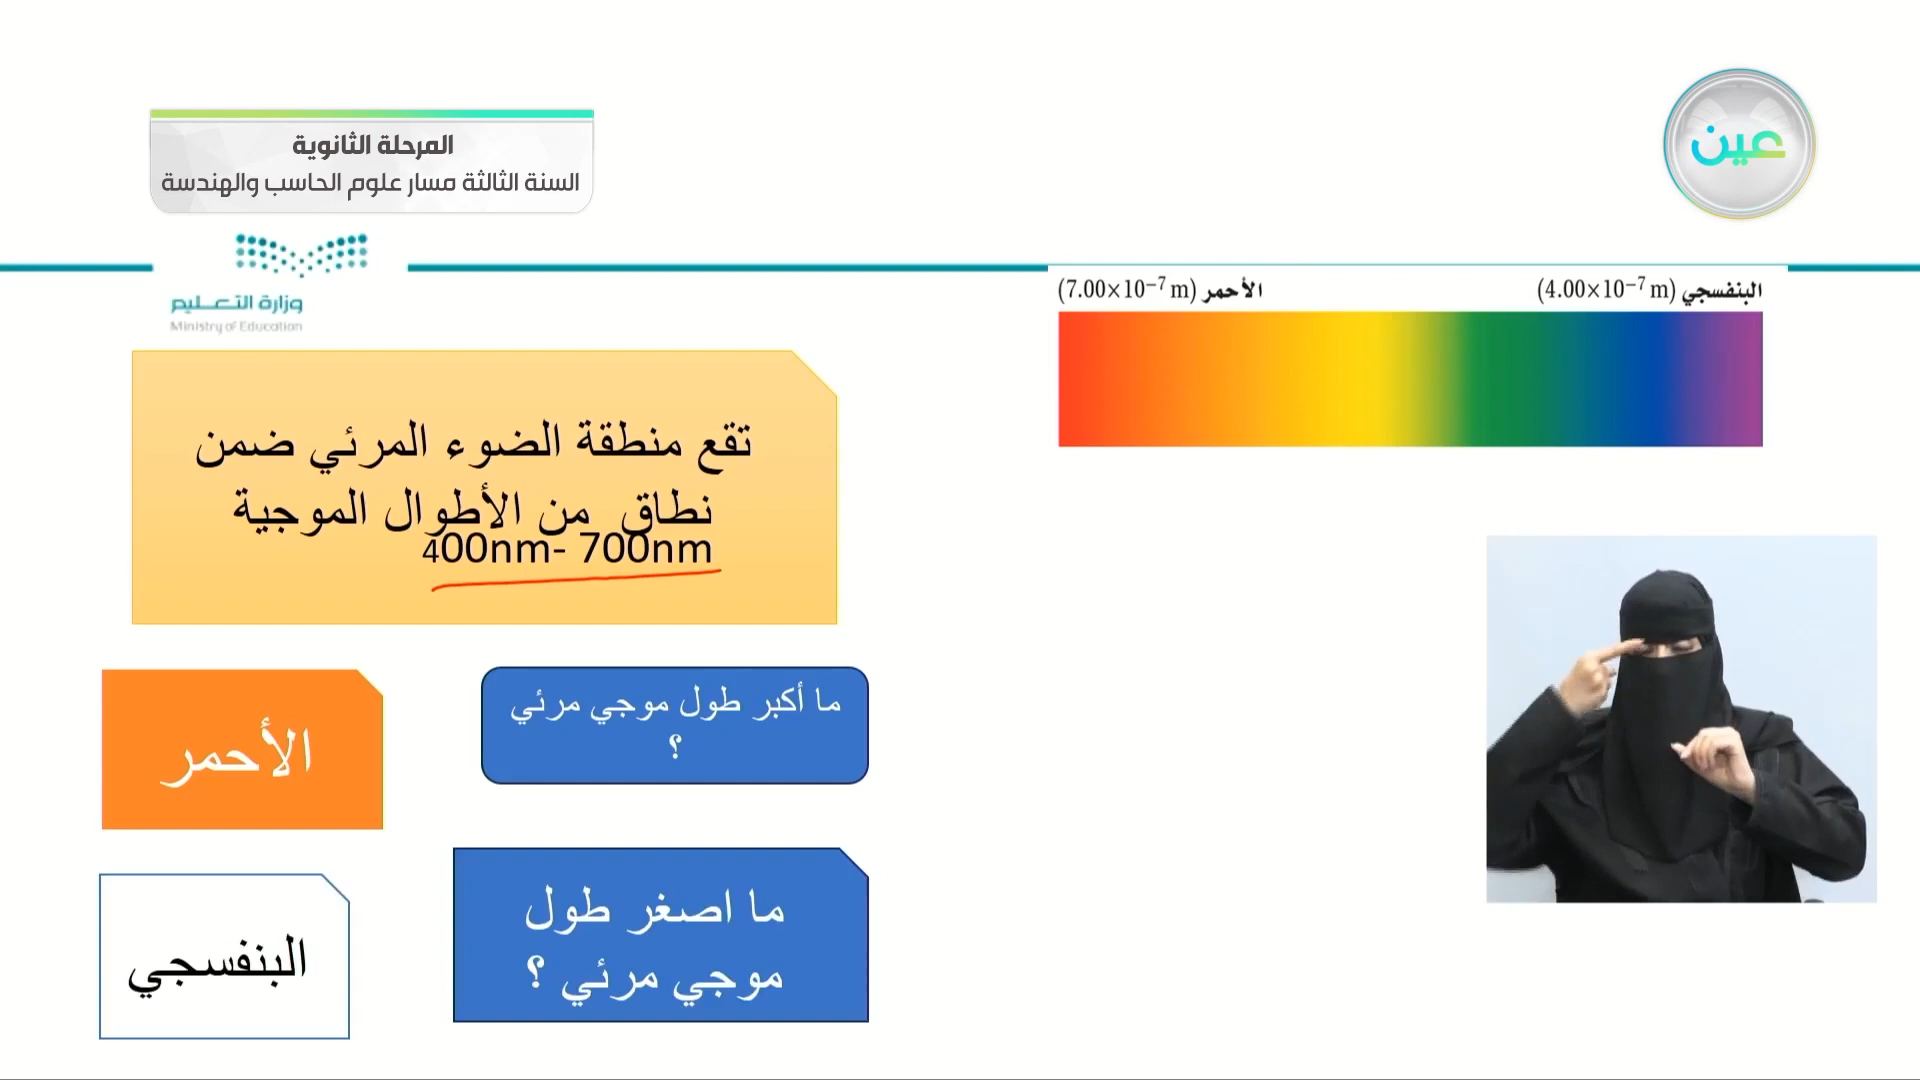 المرحلة الثانوية
السنة الثالثة مسار علوم الحاسب والهندسة
عين
وزارة التعليم
Ministry of Education
البنفسجي (4.00×10⁻⁷ m)
الأحمر (7.00×10⁻⁷ m)
تقع منطقة الضوء المرئي ضمن
نطاق من الأطوال الموجية
400nm- 700nm
ما أكبر طول موجي مرئي
؟
الأحمر
ما اصغر طول
موجي مرئي ؟
البنفسجي